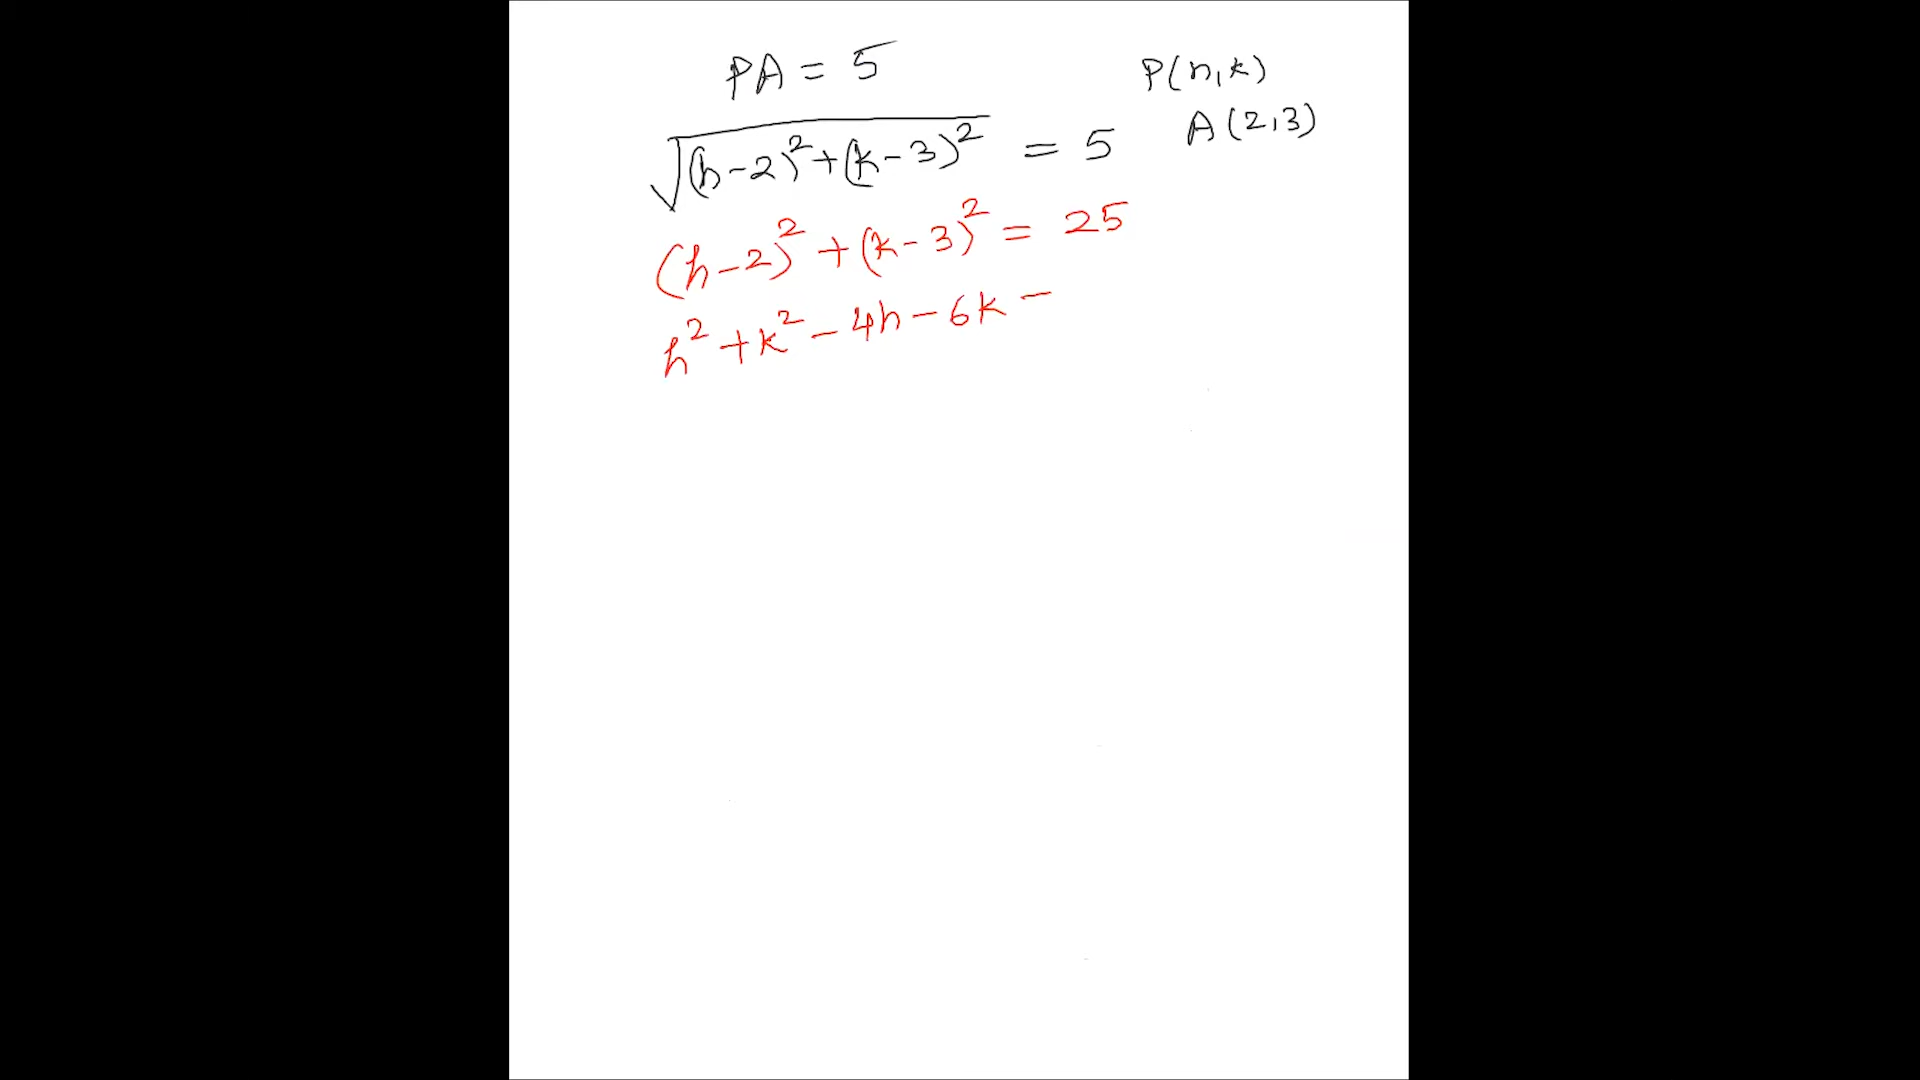 PA = 5
P(h,k)
A(2,3)
√((h-2)²+(k-3)²) = 5
(h-2)²+(k-3)² = 25
h²+k²-4h-6k-